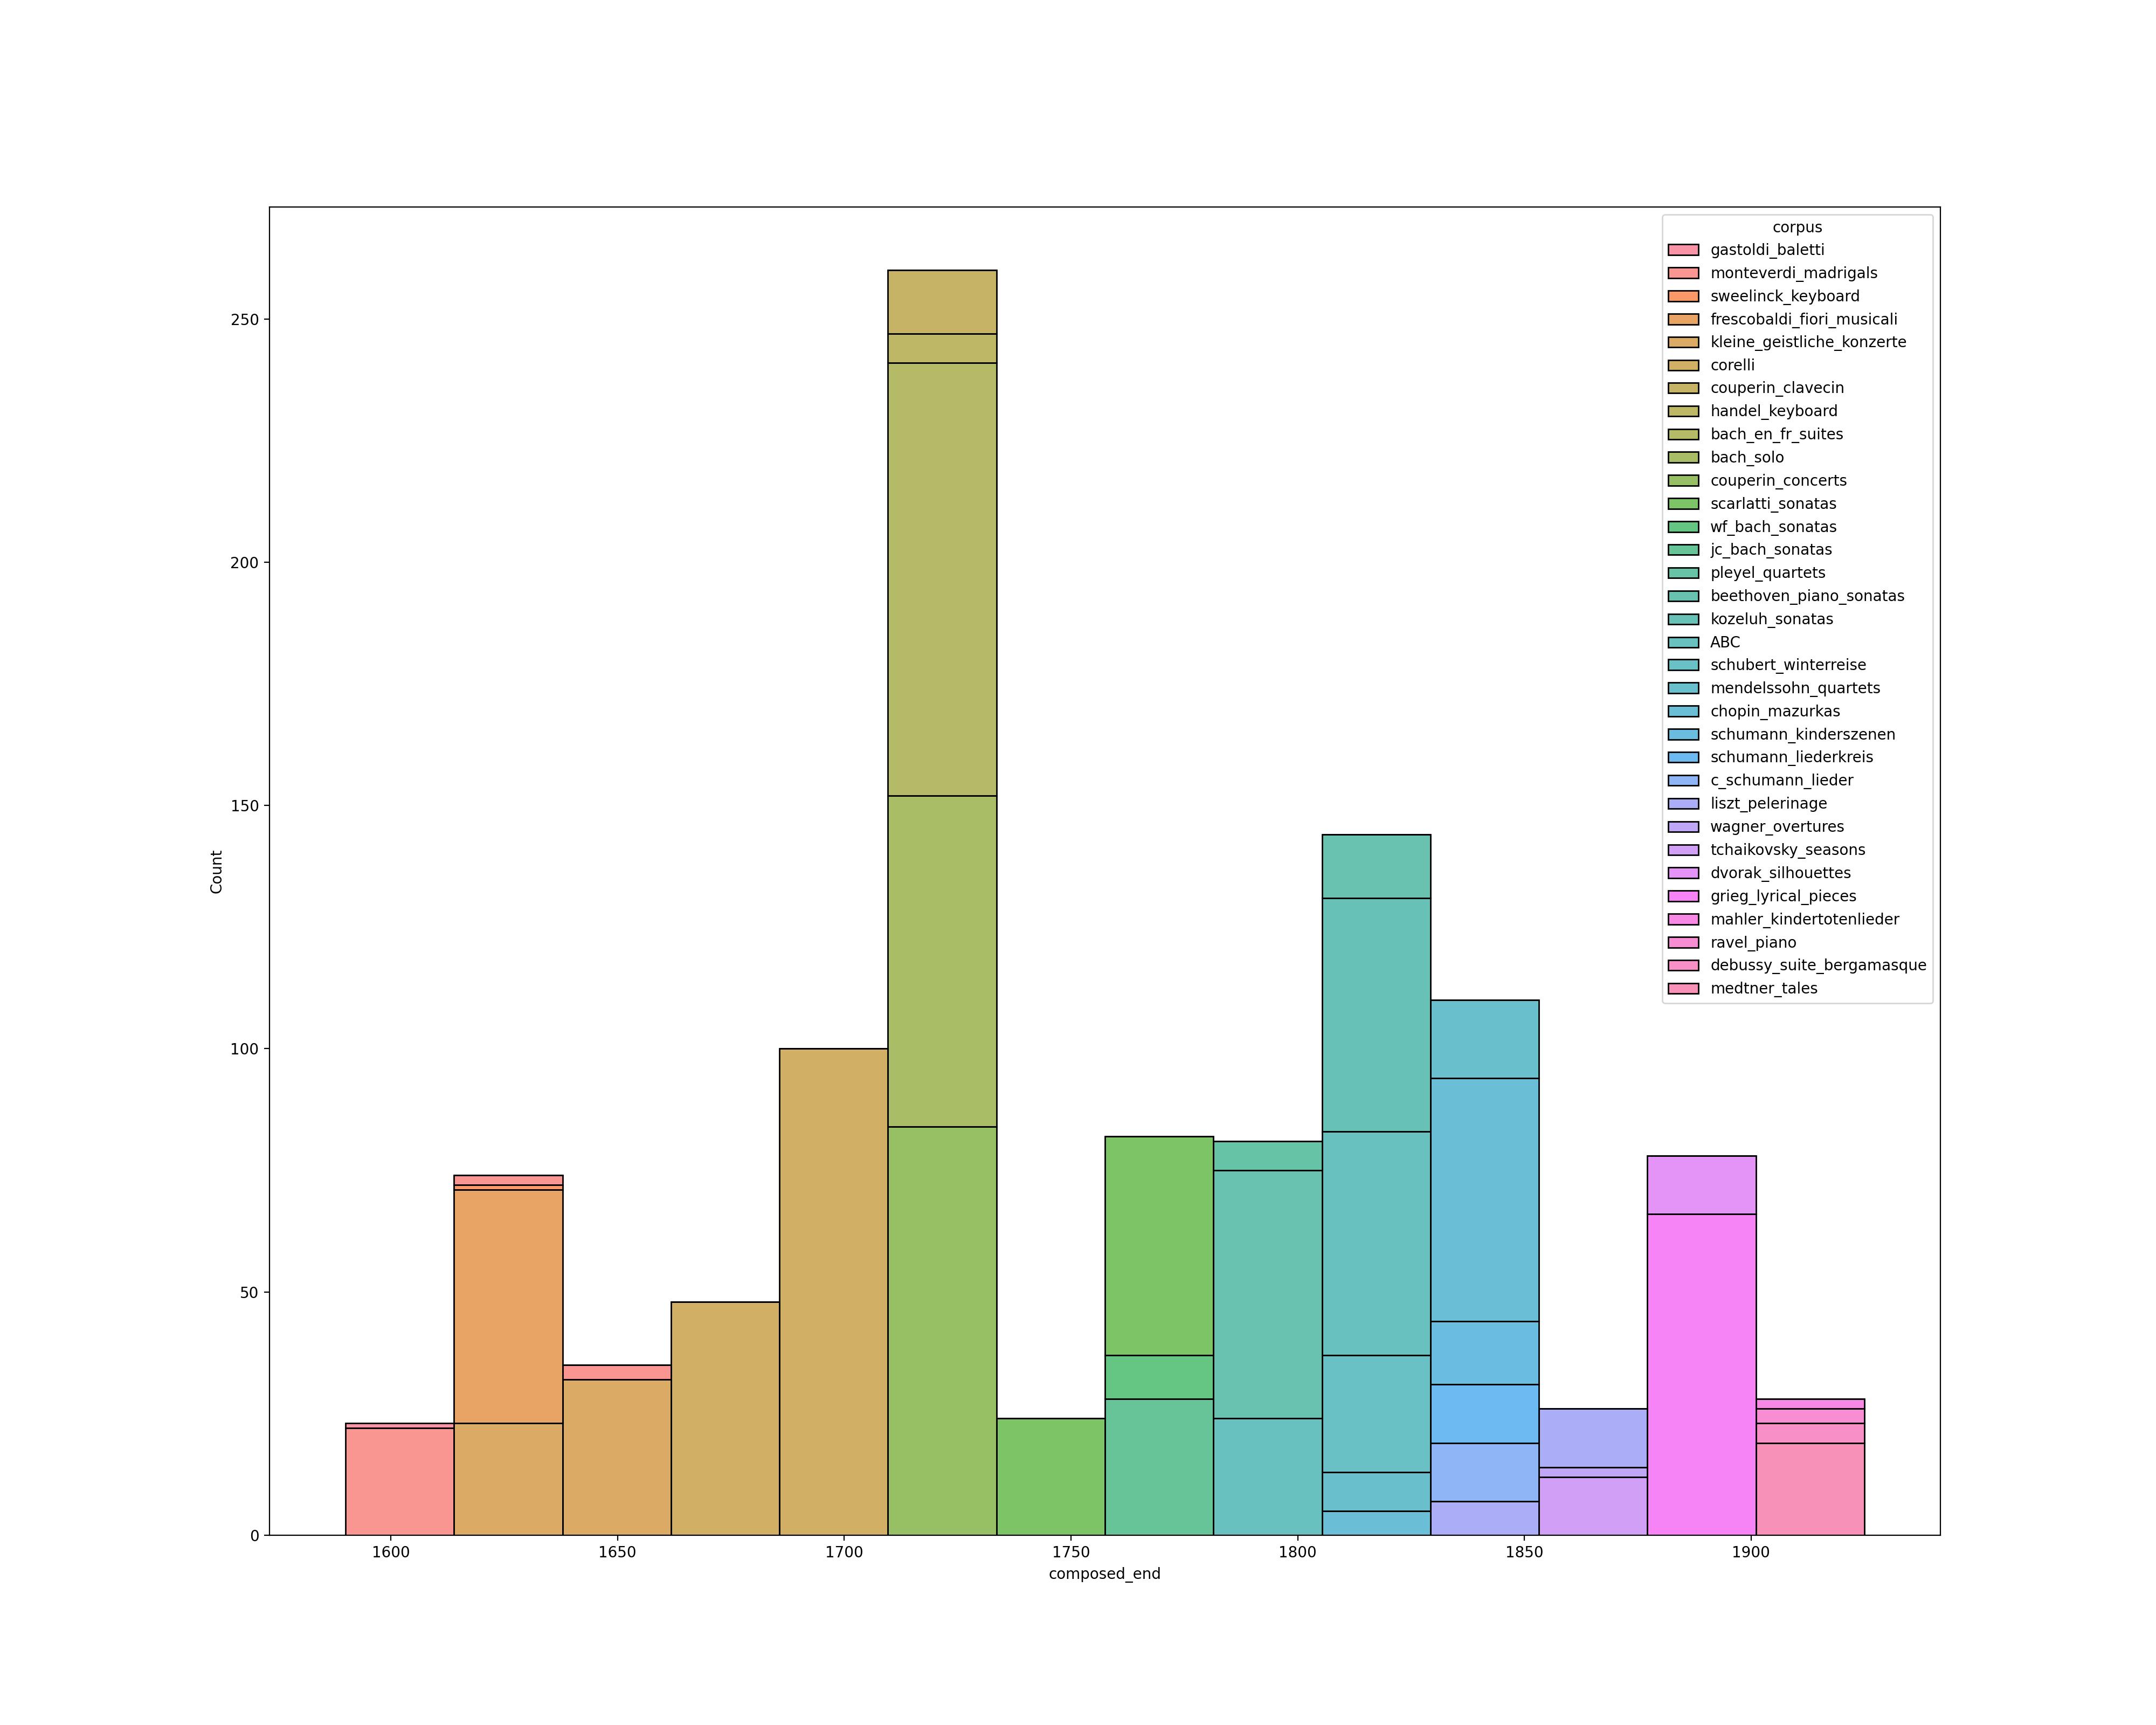 corpus
gastoldi_baletti
monteverdi_madrigals
sweelinck_keyboard
frescobaldi_fiori_musicali
kleine_geistliche_konzerte
corelli
couperin_clavecin
handel_keyboard
bach_en_fr_suites
bach_solo
couperin_concerts
scarlatti_sonatas
wf_bach_sonatas
jc_bach_sonatas
pleyel_quartets
beethoven_piano_sonatas
kozeluh_sonatas
ABC
schubert_winterreise
mendelssohn_quartets
chopin_mazurkas
schumann_kinderszenen
schumann_liederkreis
c_schumann_lieder
liszt_pelerinage
wagner_overtures
tchaikovsky_seasons
dvorak_silhouettes
grieg_lyrical_pieces
mahler_kindertotenlieder
ravel_piano
debussy_suite_bergamasque
medtner_tales
250
200
150
100
50
0
Count
1600 1650 1700 1750 1800 1850 1900
composed_end